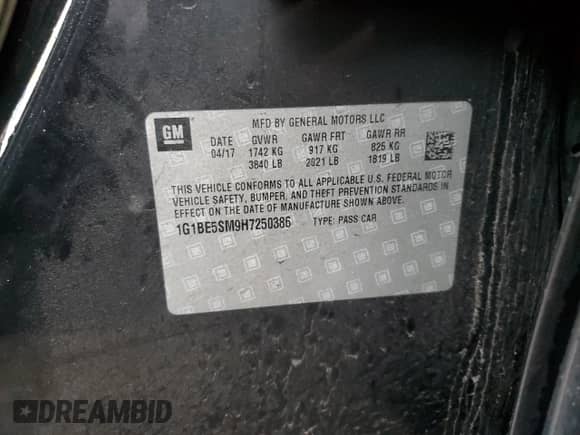 GM
MFD BY GENERAL MOTORS LLC
DATE GVWR GAWR FRT GAWR RR
04/17 1742 KG 917 KG 825 KG
3840 LB 2021 LB 1819 LB
THIS VEHICLE CONFORMS TO ALL APPLICABLE U.S. FEDERAL MOTOR
VEHICLE SAFETY, BUMPER, AND THEFT PREVENTION STANDARDS IN
EFFECT ON THE DATE OF MANUFACTURE SHOWN ABOVE.
1G1BE5SM9H7250386 TYPE: PASS CAR
DREAMBID